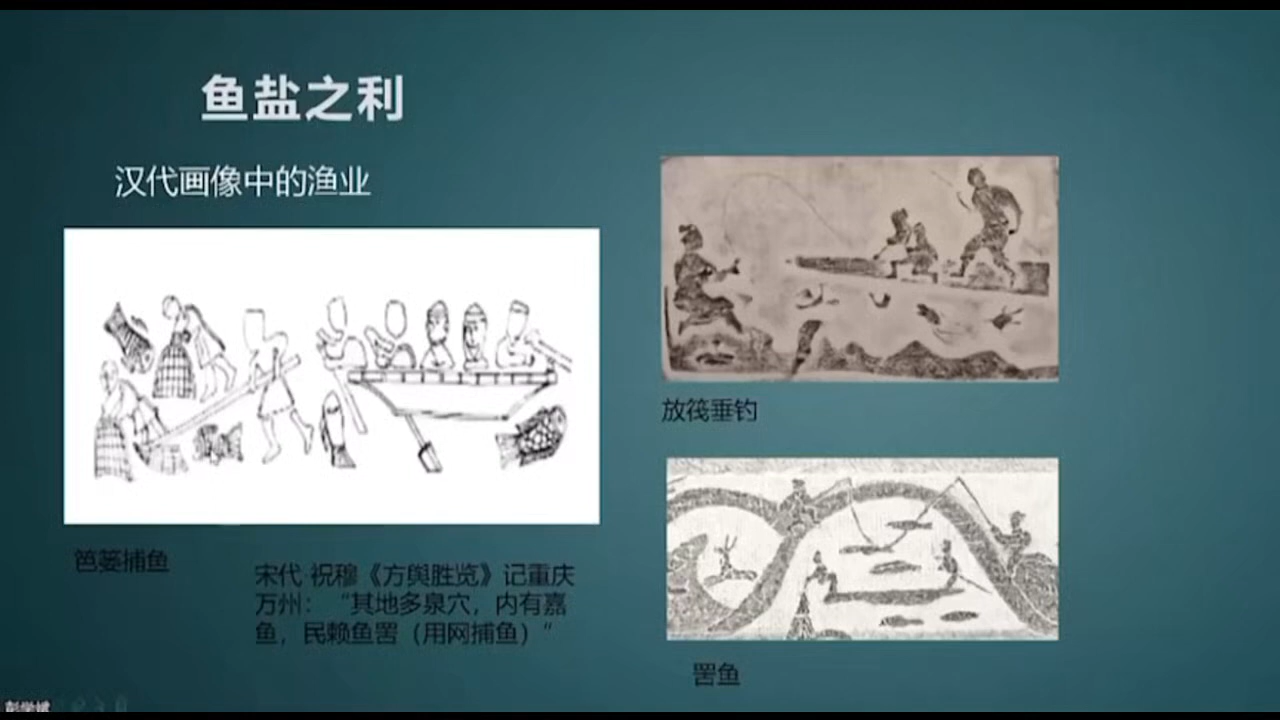 鱼盐之利
汉代画像中的渔业
放筏垂钓
笆篓捕鱼
宋代 祝穆《方舆胜览》记重庆
万州：“其地多泉穴，内有嘉
鱼，民赖鱼罟（用网捕鱼）”
罟鱼